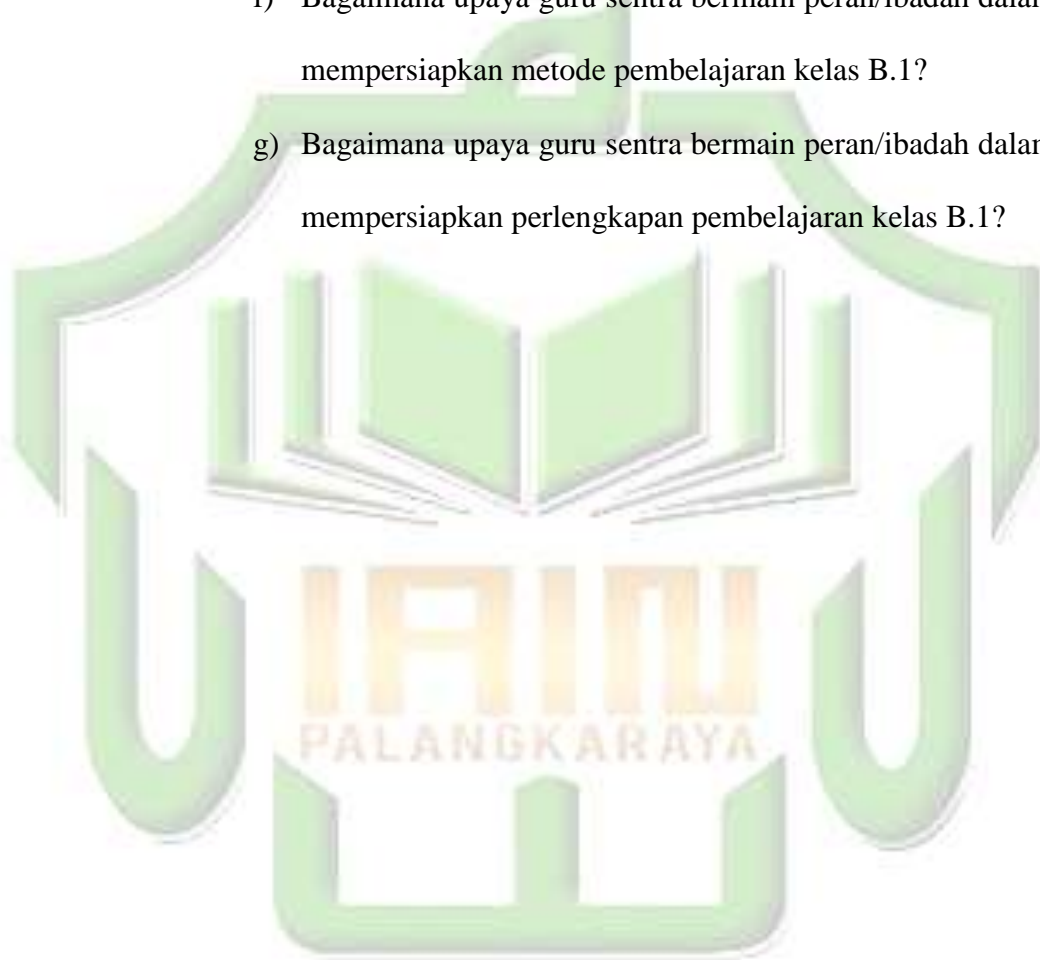 Bagaimana upaya guru sentra bermain peran/ibadah
mempersiapkan metode pembelajaran kelas B.1?
g) Bagaimana upaya guru sentra bermain peran/ibadah
mempersiapkan perlengkapan pembelajaran kelas B.1?
IAIN
PALANGKARAYA